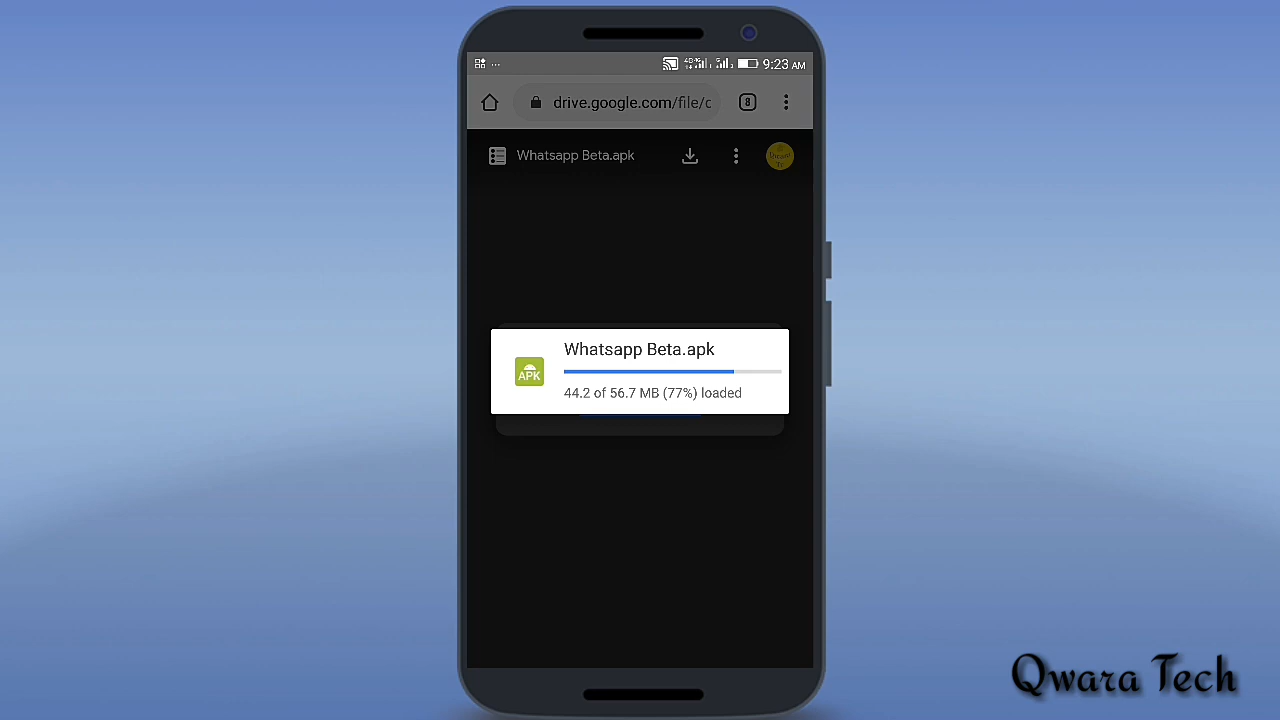 ... 9:23 AM
drive.google.com/file/c 8
Whatsapp Beta.apk
Whatsapp Beta.apk
APK
44.2 of 56.7 MB (77%) loaded
Qwara Tech